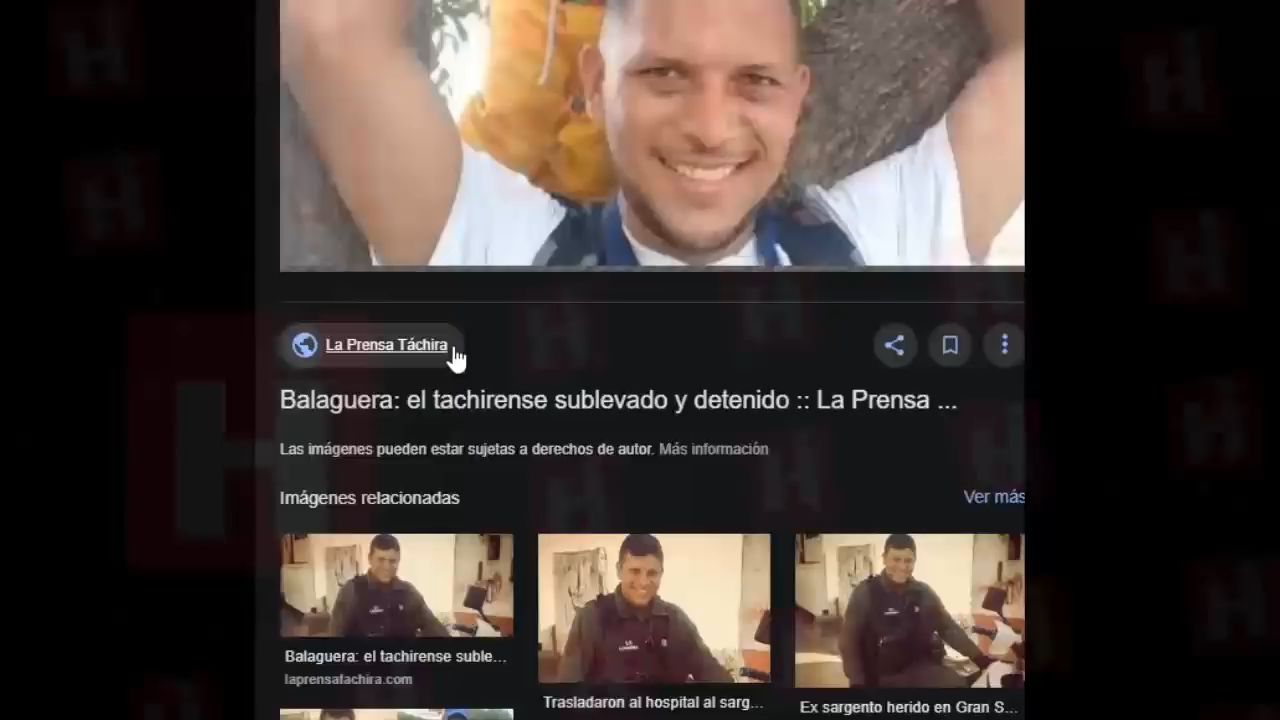 La Prensa Táchira
Balaguera: el tachirense sublevado y detenido :: La Prensa ...
Las imágenes pueden estar sujetas a derechos de autor. Más información
Imágenes relacionadas
Ver más
Balaguera: el tachirense suble...
laprensatachira.com
Trasladaron al hospital al sarg...
Ex sargento herido en Gran S...